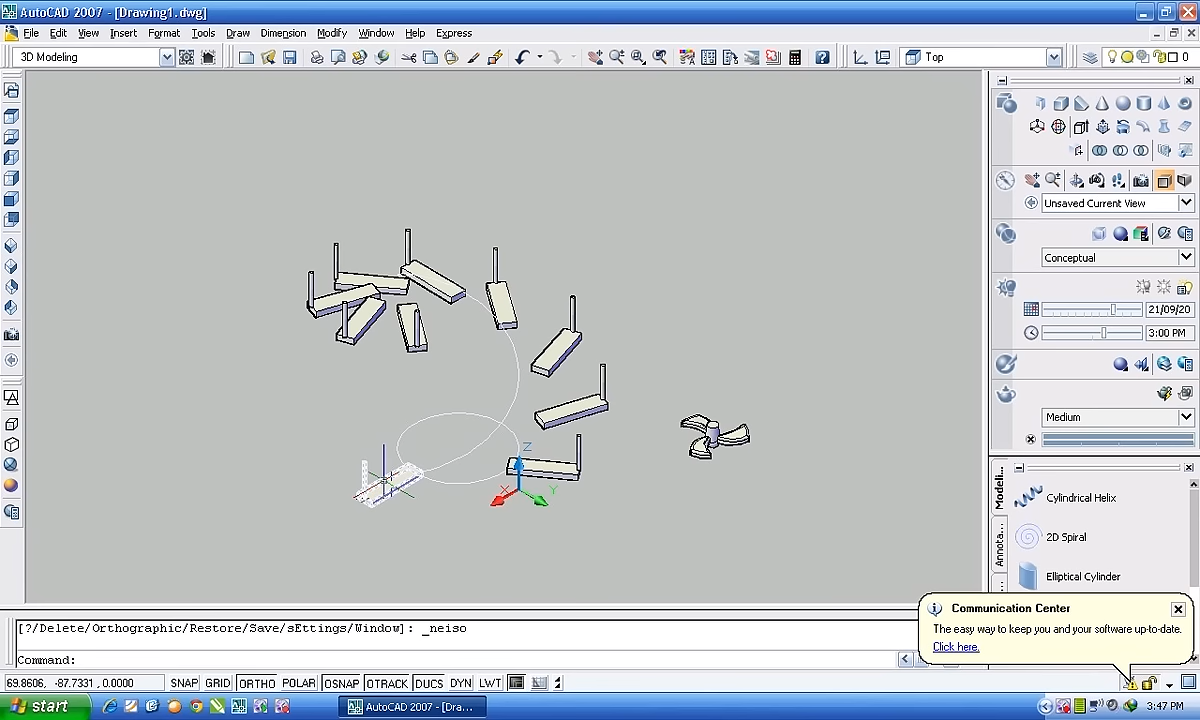 AutoCAD 2007 - [Drawing1.dwg]
File Edit View Insert Format Tools Draw Dimension Modify Window Help Express
3D Modeling
Top
0
Unsaved Current View
Conceptual
21/09/20
3:00 PM
Medium
Z
X
Y
Modeli...
Annota...
Cylindrical Helix
2D Spiral
Elliptical Cylinder
Communication Center
The easy way to keep you and your software up-to-date.
Click here.
[?/Delete/Orthographic/Restore/Save/sEttings/Window]: _neiso
Command:
69.8606, -87.7331 , 0.0000 SNAP GRID ORTHO POLAR OSNAP OTRACK DUCS DYN LWT
start
AutoCAD 2007 - [Dra...
3:47 PM